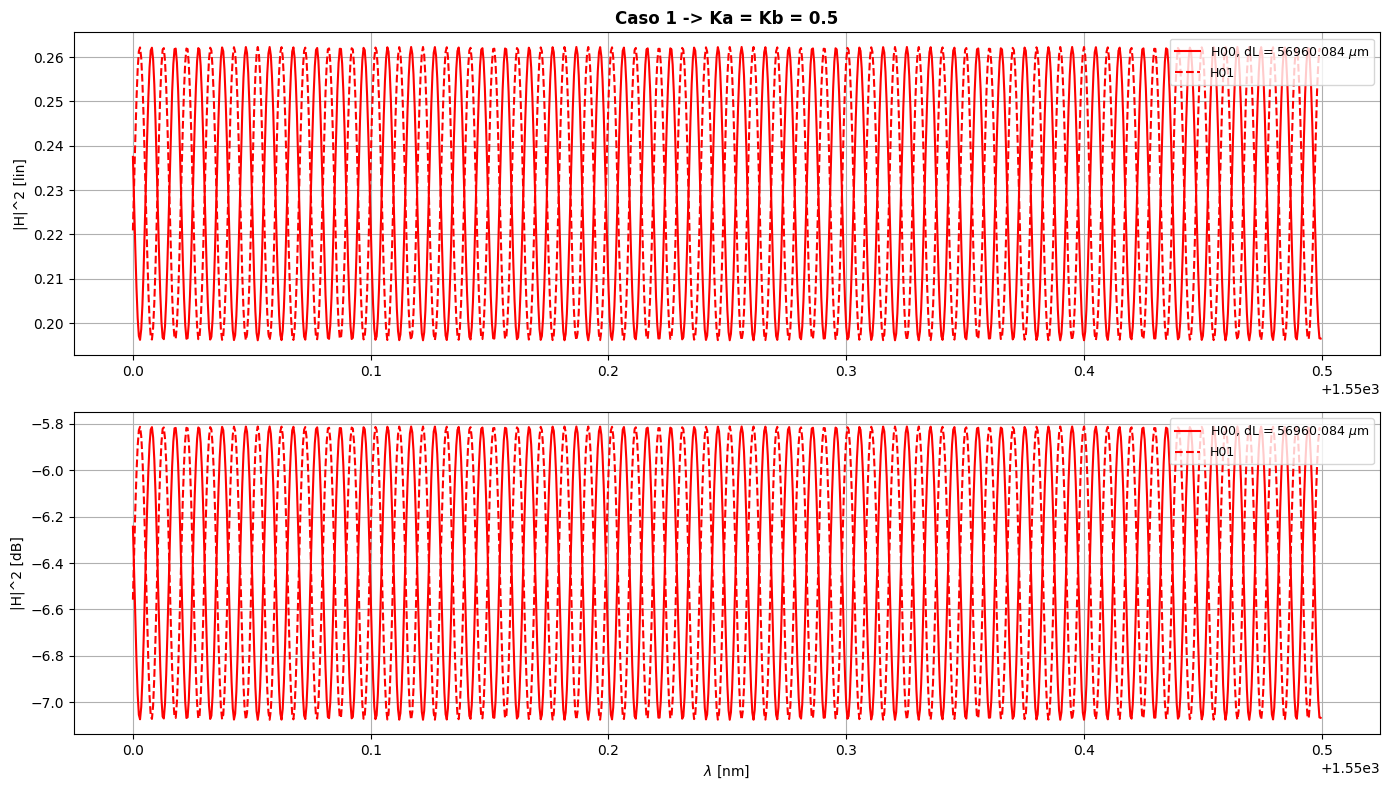 Caso 1 -> Ka = Kb = 0.5
|H|^2 [lin]
0.26
0.25
0.24
0.23
0.22
0.21
0.20
H00, dL = 56960.084 μm
H01
0.0
0.1
0.2
0.3
0.4
0.5
+1.55e3
|H|^2 [dB]
−5.8
−6.0
−6.2
−6.4
−6.6
−6.8
−7.0
H00, dL = 56960.084 μm
H01
0.0
0.1
0.2
0.3
0.4
0.5
+1.55e3
λ [nm]